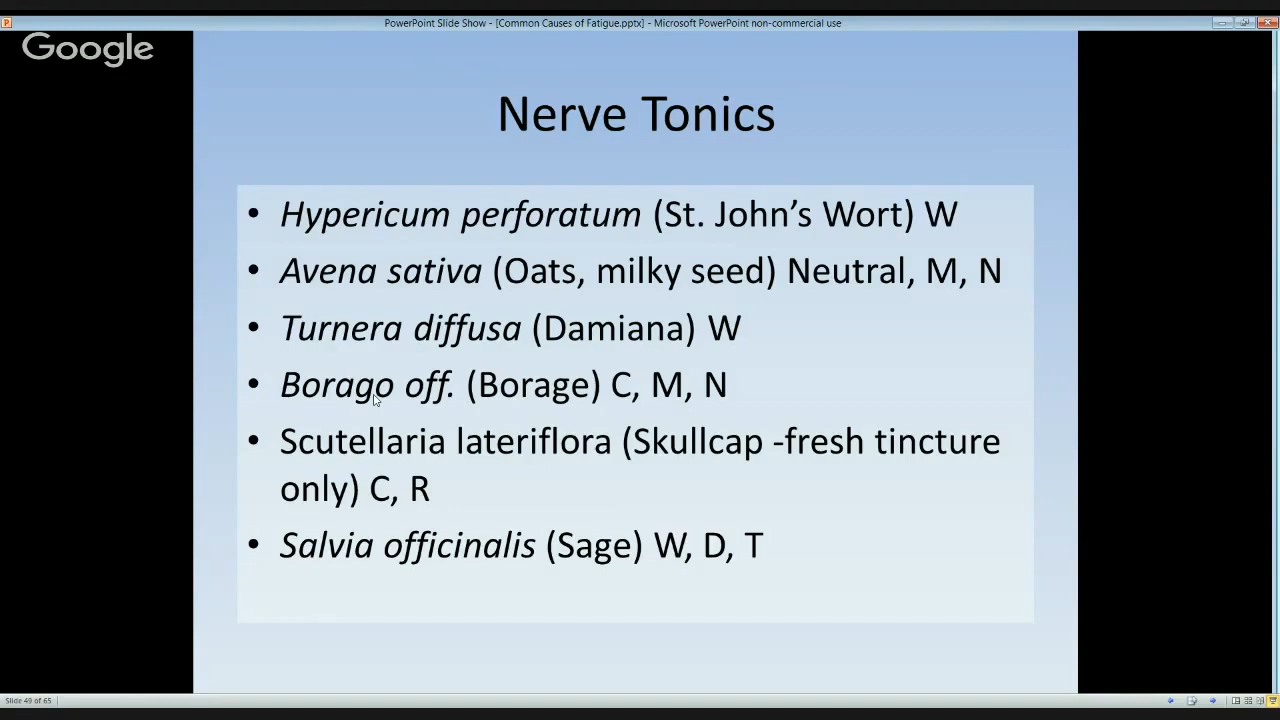 PowerPoint Slide Show - [Common Causes of Fatigue.pptx] - Microsoft PowerPoint non-commercial use
Google
Nerve Tonics
• Hypericum perforatum (St. John’s Wort) W
• Avena sativa (Oats, milky seed) Neutral, M, N
• Turnera diffusa (Damiana) W
• Borago off. (Borage) C, M, N
• Scutellaria lateriflora (Skullcap -fresh tincture
only) C, R
• Salvia officinalis (Sage) W, D, T
Slide 49 of 65